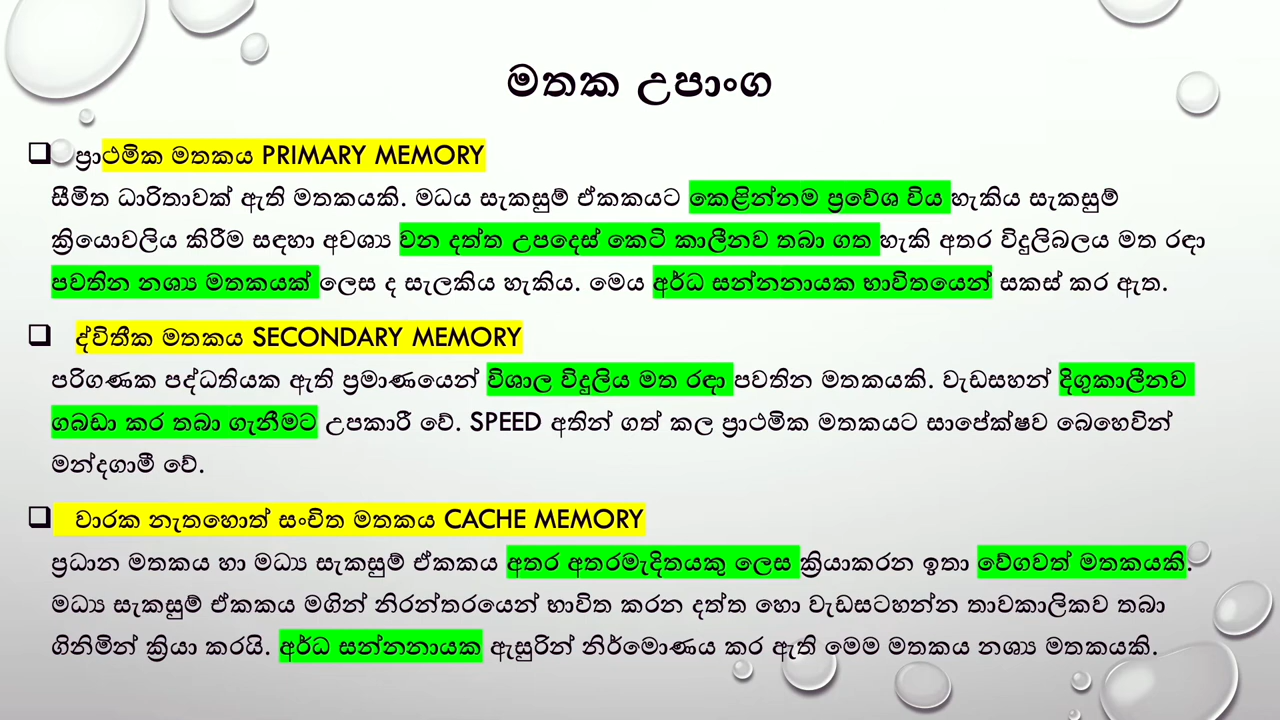 මතක උපාංග
❑ ප්‍රාථමික මතකය PRIMARY MEMORY
සීමිත ධාරිතාවක් ඇති මතකයකි. මධය සැකසුම් ඒකකයට කෙළින්නම ප්‍රවේශ විය හැකිය සැකසුම්
ක්‍රියොවලිය කිරීම සඳහා අවශ්‍ය වන දත්ත උපදෙස් කෙටි කාලීනව තබා ගත හැකි අතර විදුලිබලය මත රඳා
පවතින නශ්‍ය මතකයක් ලෙස ද සැලකිය හැකිය. මෙය අර්ධ සන්නනායක භාවිතයෙන් සකස් කර ඇත.
❑ ද්විතීක මතකය SECONDARY MEMORY
පරිගණක පද්ධතියක ඇති ප්‍රමාණයෙන් විශාල විදුලිය මත රඳා පවතින මතකයකි. වැඩසහන් දිගුකාලීනව
ගබඩා කර තබා ගැනීමට උපකාරී වේ. SPEED අතින් ගත් කල ප්‍රාථමික මතකයට සාපේක්ෂව බෙහෙවින්
මන්දගාමී වේ.
❑ වාරක නැතහොත් සංචිත මතකය CACHE MEMORY
ප්‍රධාන මතකය හා මධ්‍ය සැකසුම් ඒකකය අතර අතරමැදිතයකු ලෙස ක්‍රියාකරන ඉතා වේගවත් මතකයකි.
මධ්‍ය සැකසුම් ඒකකය මගින් නිරන්තරයෙන් භාවිත කරන දත්ත හො වැඩසටහන්න තාවකාලිකව තබා
ගිනිමින් ක්‍රියා කරයි. අර්ධ සන්නනායක ඇසුරින් නිර්මොණය කර ඇති මෙම මතකය නශ්‍ය මතකයකි.